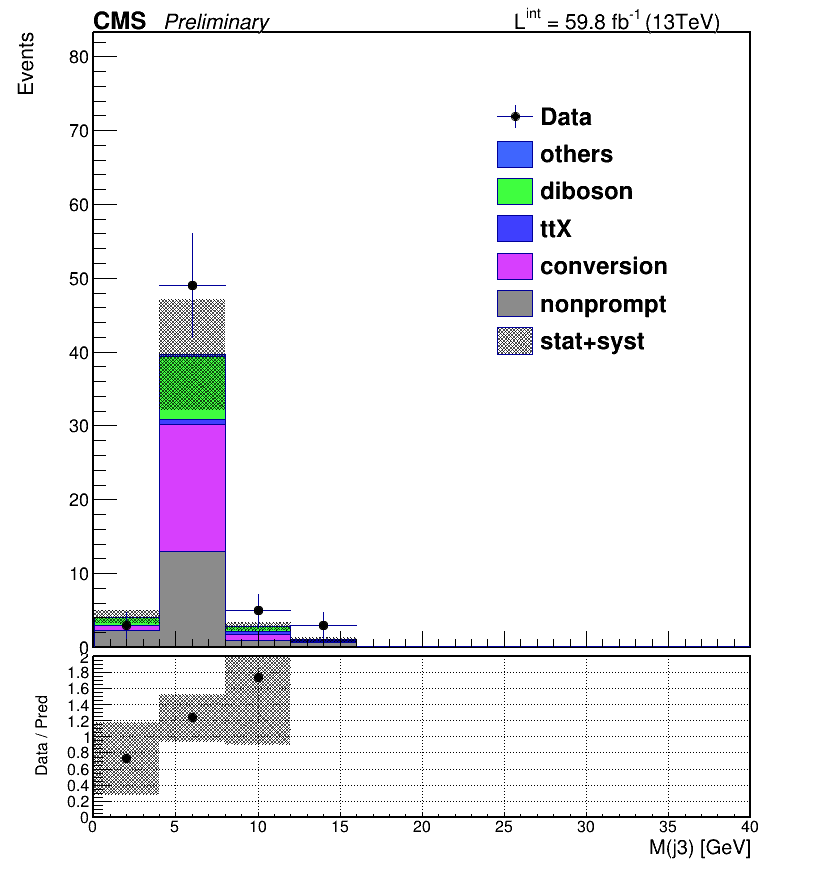 CMS Preliminary L^int = 59.8 fb^-1 (13TeV)
Events
80
70
60
50
40
30
20
10
0
Data
others
diboson
ttX
conversion
nonprompt
stat+syst
Data / Pred
2
1.8
1.6
1.4
1.2
1
0.8
0.6
0.4
0.2
0
0 5 10 15 20 25 30 35 40
M(j3) [GeV]